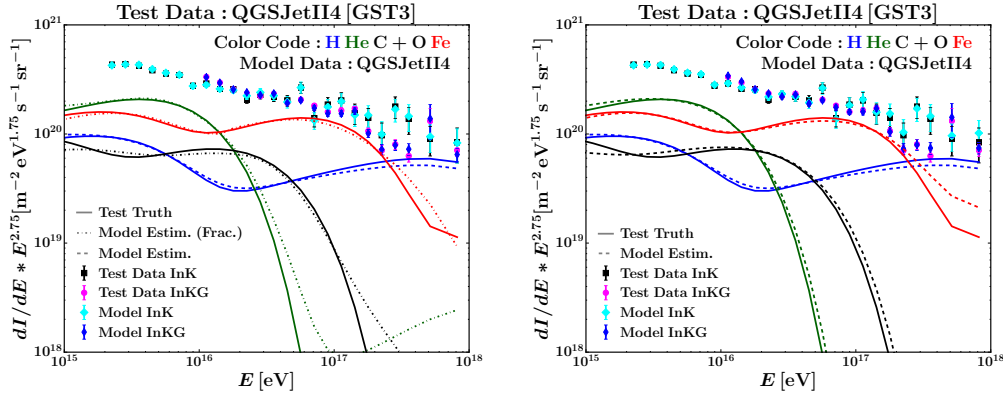 Test Data : QGSJetII4 [GST3]
Color Code : H He C + O Fe
Model Data : QGSJetII4
dI/dE * E^2.75 [m^-2 eV^1.75 s^-1 sr^-1]
10^21
10^20
10^19
10^18
Test Truth
Model Estim. (Frac.)
Model Estim.
Test Data InK
Test Data InKG
Model InK
Model InKG
10^15
10^16
10^17
10^18
E [eV]
Test Data : QGSJetII4 [GST3]
Color Code : H He C + O Fe
Model Data : QGSJetII4
dI/dE * E^2.75 [m^-2 eV^1.75 s^-1 sr^-1]
10^21
10^20
10^19
10^18
Test Truth
Model Estim.
Test Data InK
Test Data InKG
Model InK
Model InKG
10^15
10^16
10^17
10^18
E [eV]